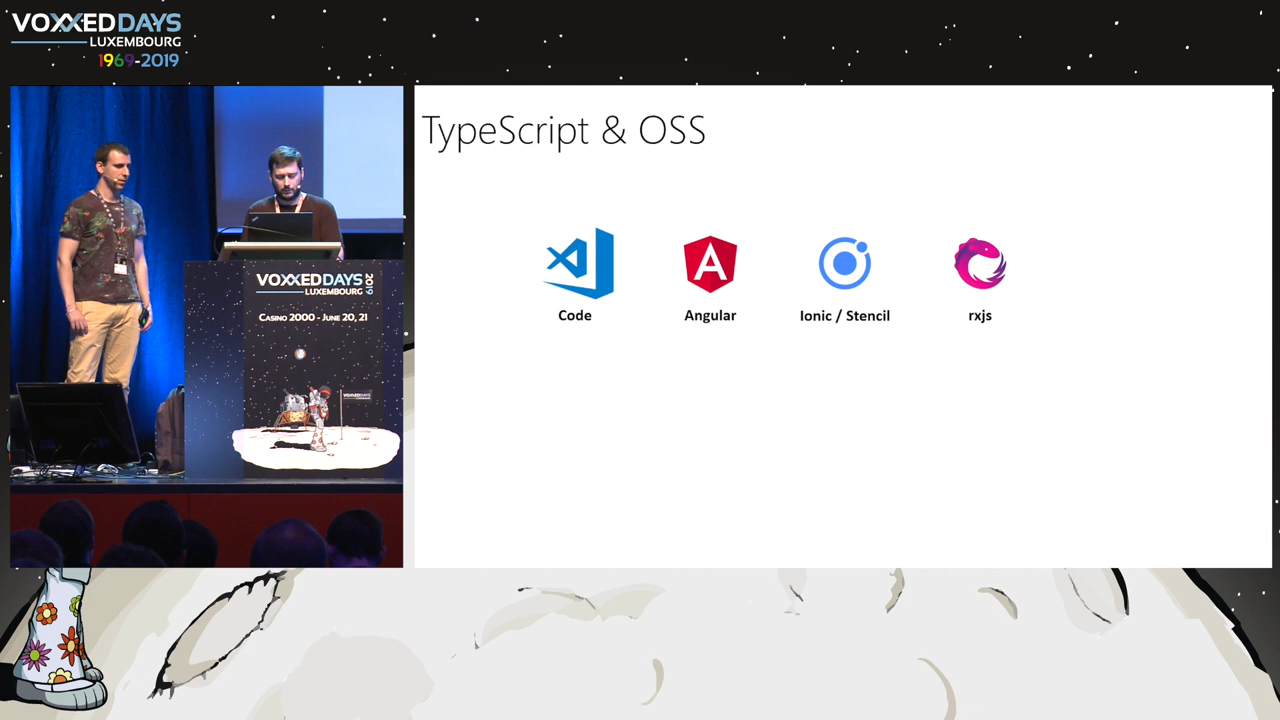 VOXXEDDAYS
LUXEMBOURG
1969-2019
TypeScript & OSS
Code
Angular
Ionic / Stencil
rxjs
VOXXEDDAYS 2019
LUXEMBOURG
CASINO 2000 - JUNE 20, 21
VOXXEDDAYS